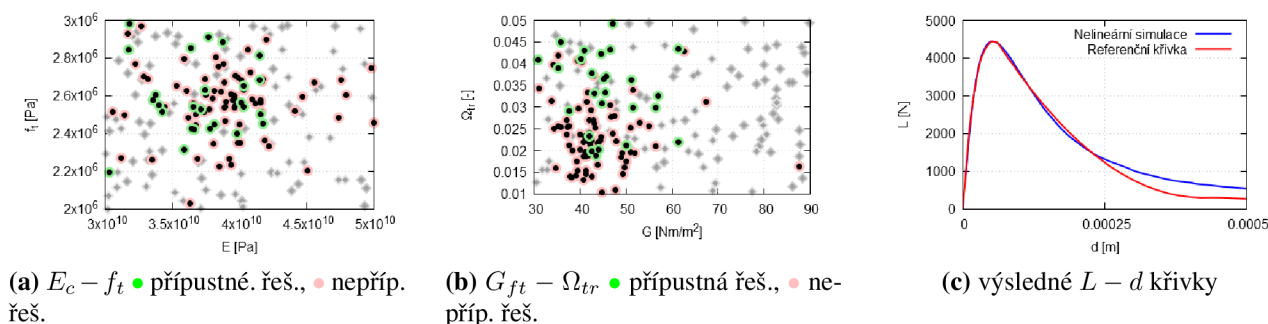 3x10⁶
2.8x10⁶
2.6x10⁶
2.4x10⁶
2.2x10⁶
2x10⁶
fₜ [Pa]
3x10¹⁰ 3.5x10¹⁰ 4x10¹⁰ 4.5x10¹⁰ 5x10¹⁰
E [Pa]
0.05
0.045
0.04
0.035
0.03
0.025
0.02
0.015
0.01
Ωₜᵣ [-]
30 40 50 60 70 80 90
G [Nm/m²]
5000
4000
3000
2000
1000
0
L [N]
Nelineární simulace
Referenční křivka
0 0.00025 0.0005
d [m]
(a) E_c − f_t přípustné. řeš., nepříp.
řeš.
(b) G_ft − Ω_tr přípustná řeš., ne-
příp. řeš.
(c) výsledné L − d křivky